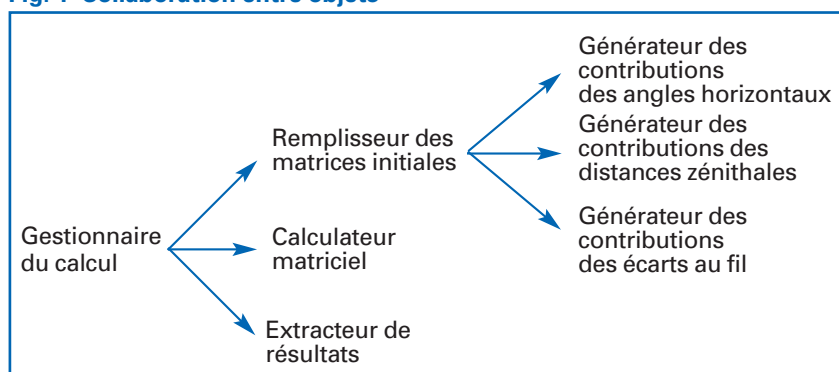 Fig. 1 Collaboration entre objets
Générateur des
contributions
des angles horizontaux
Remplisseur des
matrices initiales
Générateur des
contributions des
distances zénithales
Gestionnaire
du calcul
Calculateur
matriciel
Générateur des
contributions
des écarts au fil
Extracteur de
résultats